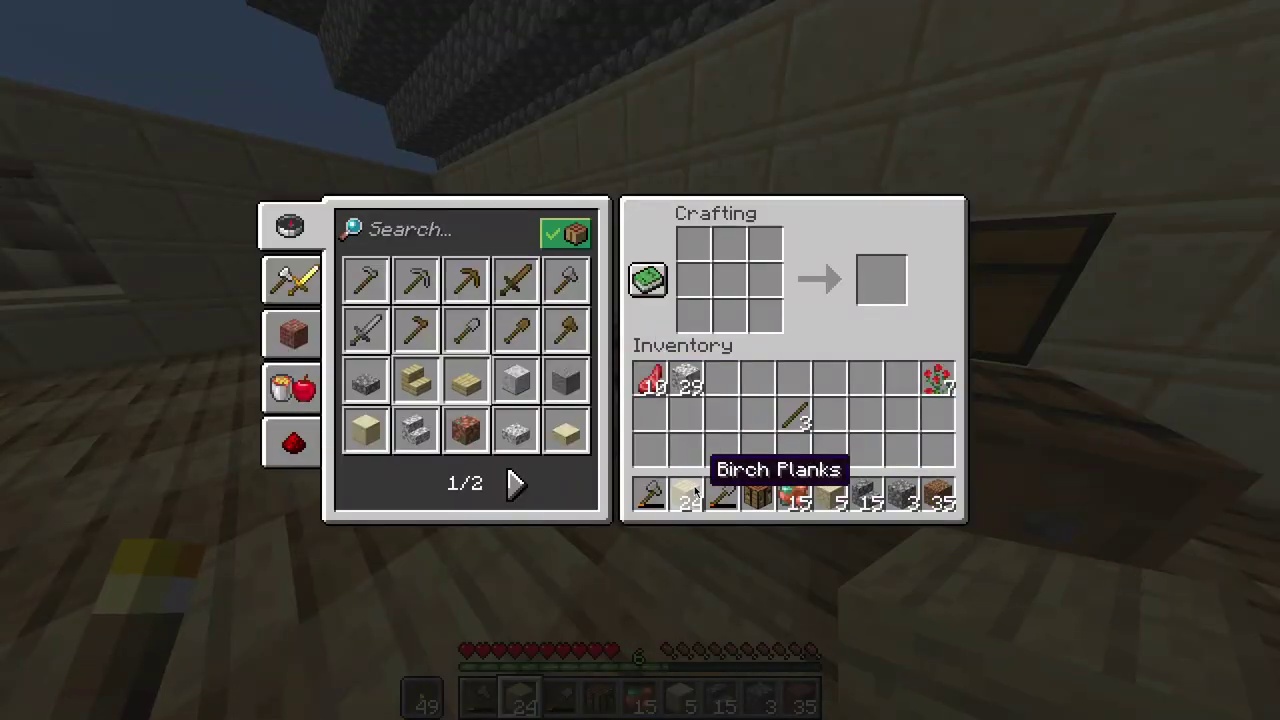 Crafting
Search...
Inventory
10 29 7
3
Birch Planks
24 15 5 15 3 35
1/2
6
49 24 15 5 15 3 35